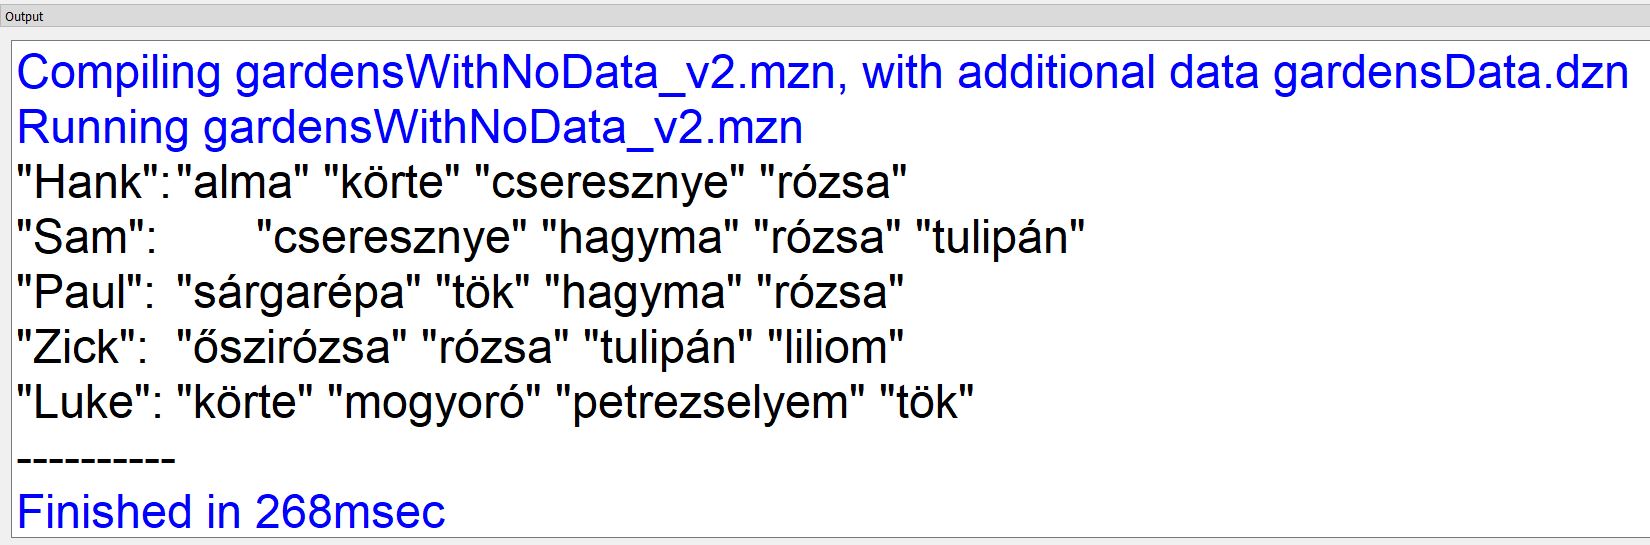 Output
Compiling gardensWithNoData_v2.mzn, with additional data gardensData.dzn
Running gardensWithNoData_v2.mzn
"Hank": "alma" "körte" "cseresznye" "rózsa"
"Sam": "cseresznye" "hagyma" "rózsa" "tulipán"
"Paul": "sárgarépa" "tök" "hagyma" "rózsa"
"Zick": "őszirózsa" "rózsa" "tulipán" "liliom"
"Luke": "körte" "mogyoró" "petrezselyem" "tök"
----------
Finished in 268msec